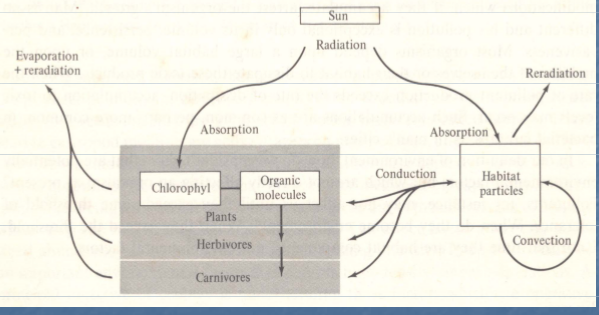 Sun
Radiation
Evaporation
+ reradiation
Reradiation
Absorption
Absorption
Chlorophyl
Organic
molecules
Conduction
Habitat
particles
Plants
Herbivores
Convection
Carnivores